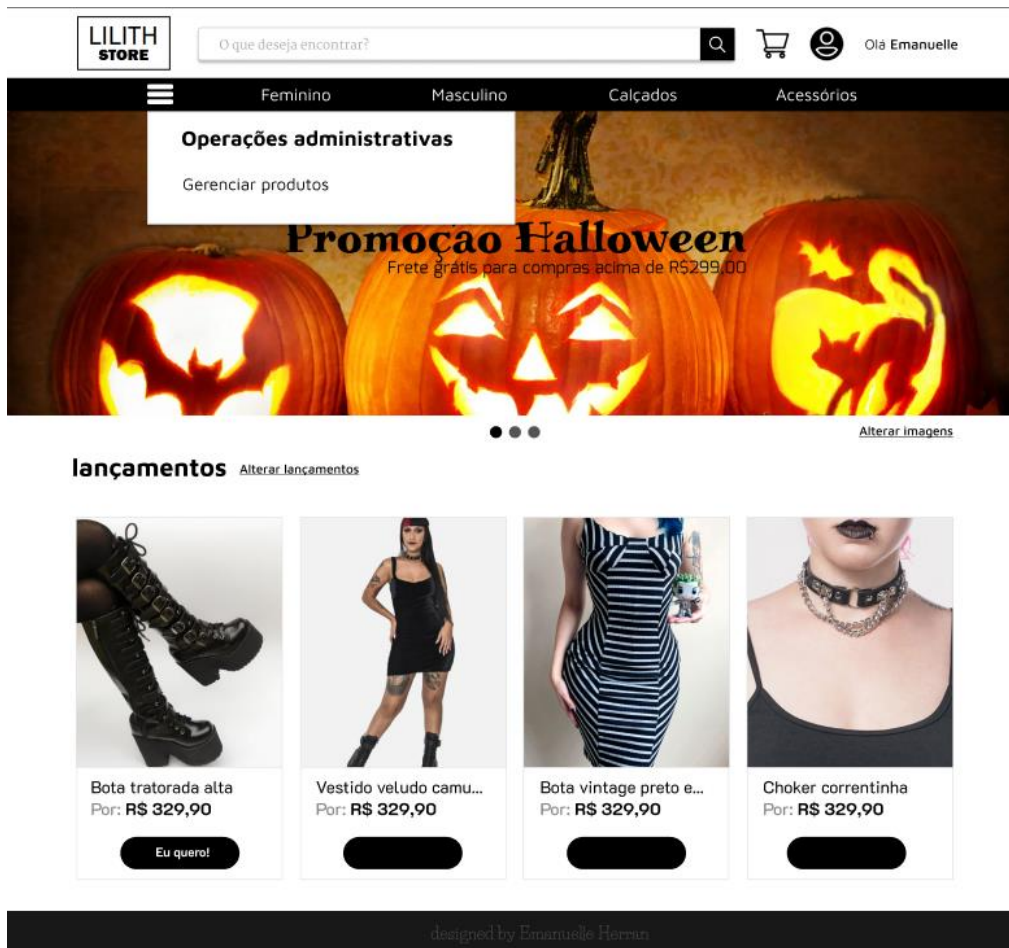 LILITH
STORE
O que deseja encontrar?
Olá Emanuelle
Feminino Masculino Calçados Acessórios
Operações administrativas
Gerenciar produtos
Promoção Halloween
Frete grátis para compras acima de R$299,00
Alterar imagens
lançamentos Alterar lançamentos
Bota tratorada alta
Por: R$ 329,90
Eu quero!
Vestido veludo camu...
Por: R$ 329,90
Bota vintage preto e...
Por: R$ 329,90
Choker correntinha
Por: R$ 329,90
designed by Emanuelle Herran